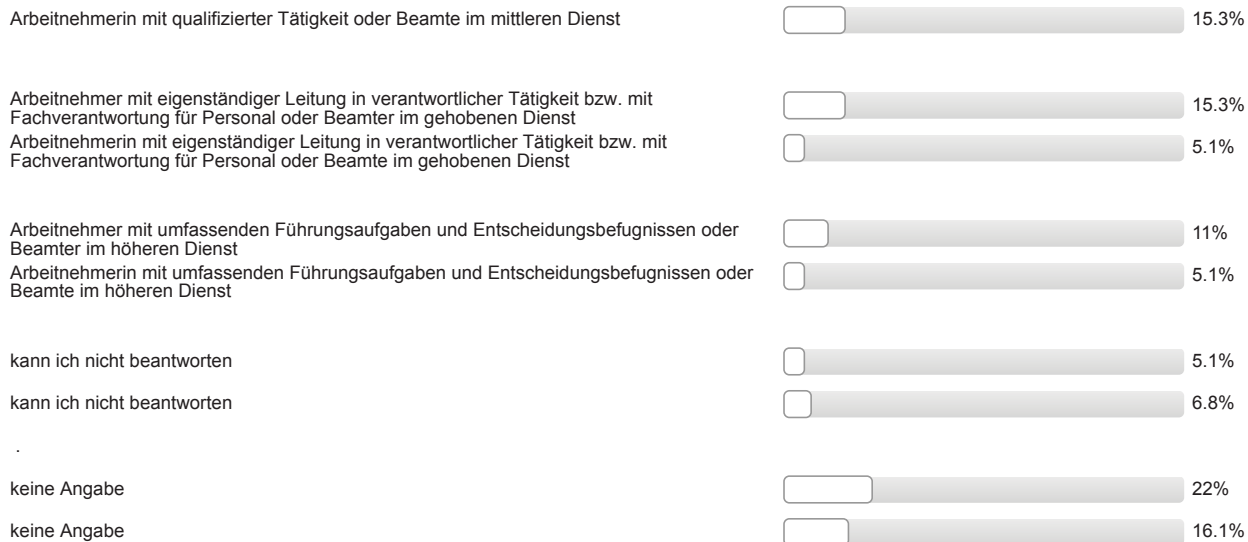 Arbeitnehmerin mit qualifizierter Tätigkeit oder Beamte im mittleren Dienst 15.3%
Arbeitnehmer mit eigenständiger Leitung in verantwortlicher Tätigkeit bzw. mit
Fachverantwortung für Personal oder Beamter im gehobenen Dienst 15.3%
Arbeitnehmerin mit eigenständiger Leitung in verantwortlicher Tätigkeit bzw. mit
Fachverantwortung für Personal oder Beamte im gehobenen Dienst 5.1%
Arbeitnehmer mit umfassenden Führungsaufgaben und Entscheidungsbefugnissen oder
Beamter im höheren Dienst 11%
Arbeitnehmerin mit umfassenden Führungsaufgaben und Entscheidungsbefugnissen oder
Beamte im höheren Dienst 5.1%
kann ich nicht beantworten 5.1%
kann ich nicht beantworten 6.8%
.
keine Angabe 22%
keine Angabe 16.1%